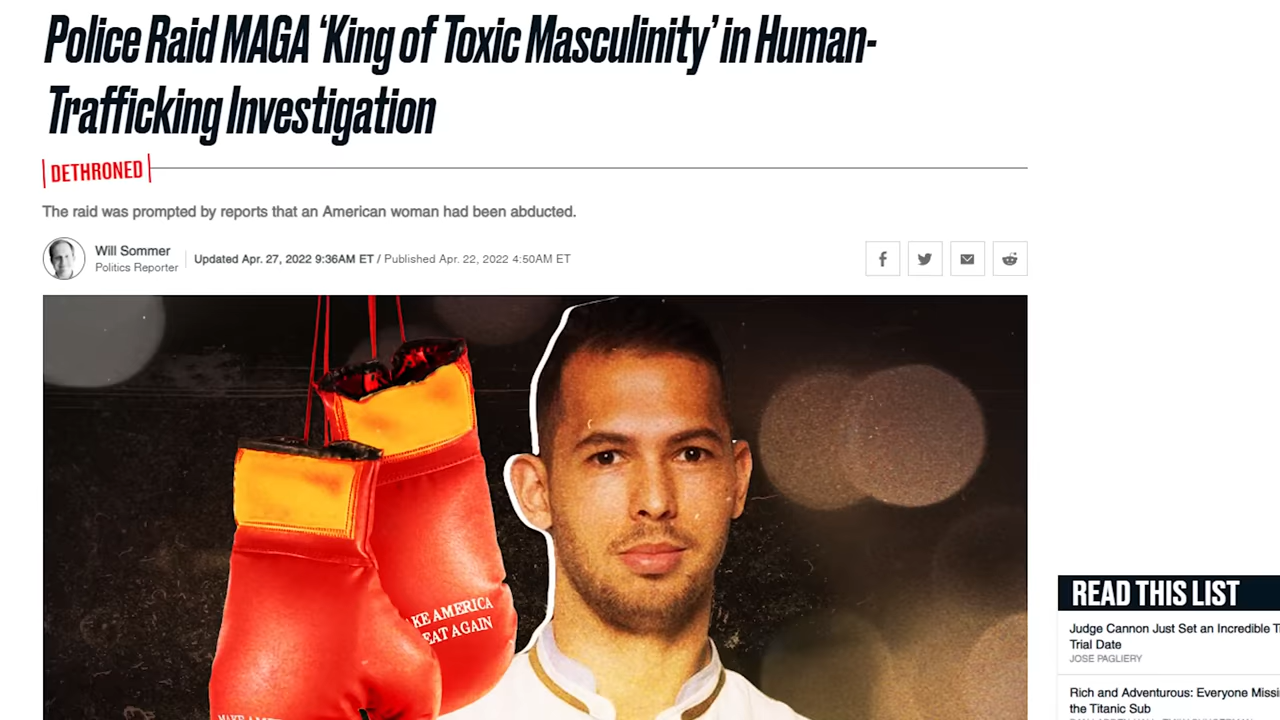 Police Raid MAGA ‘King of Toxic Masculinity’ in Human-
Trafficking Investigation
DETHRONED
The raid was prompted by reports that an American woman had been abducted.
Will Sommer
Politics Reporter
Updated Apr. 27, 2022 9:36AM ET / Published Apr. 22, 2022 4:50AM ET
KE AMERICA
EAT AGAIN
READ THIS LIST
Judge Cannon Just Set an Incredible T
Trial Date
JOSE PAGLIERY
Rich and Adventurous: Everyone Missi
the Titanic Sub